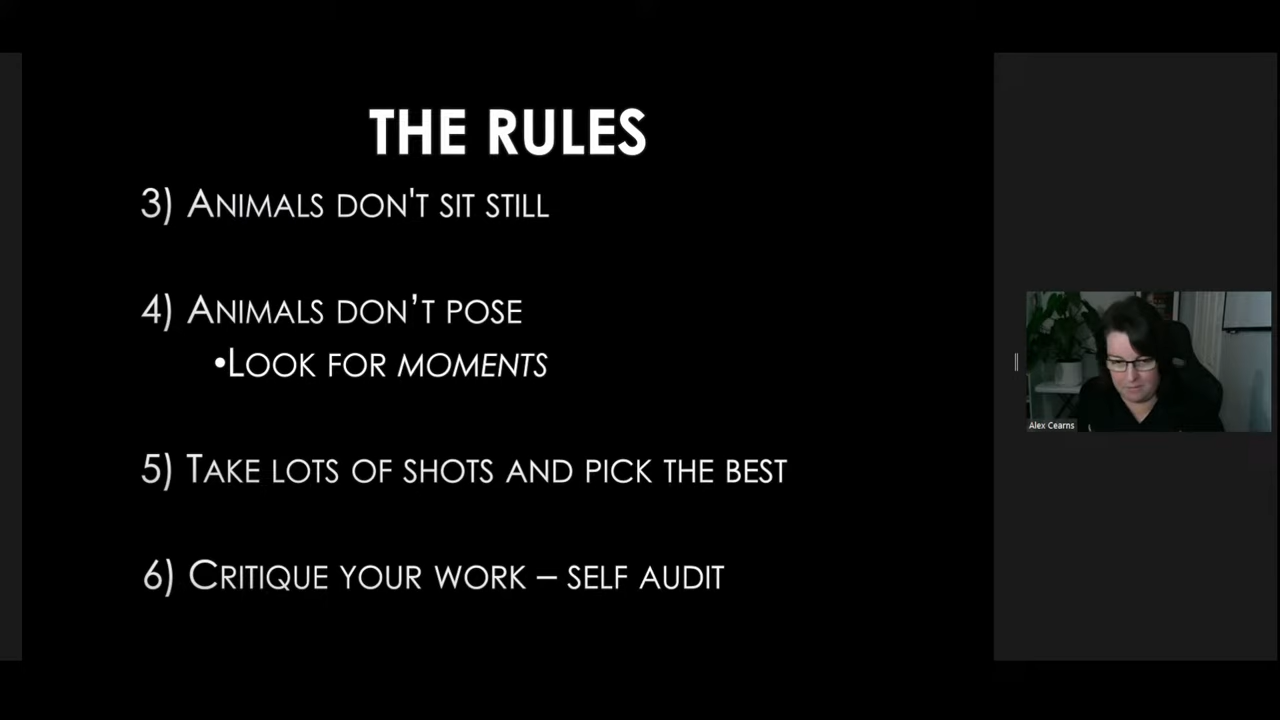 THE RULES
3) ANIMALS DON'T SIT STILL
4) ANIMALS DON’T POSE
•LOOK FOR MOMENTS
5) TAKE LOTS OF SHOTS AND PICK THE BEST
6) CRITIQUE YOUR WORK – SELF AUDIT
Alex Cearns